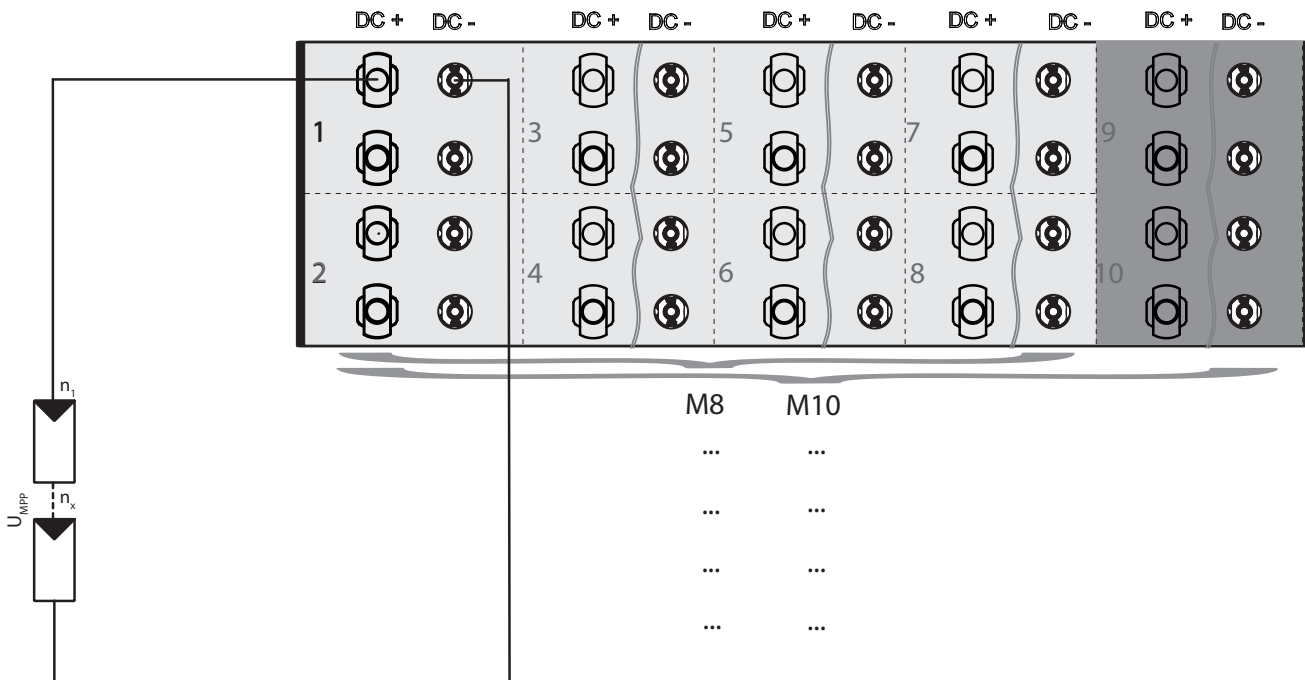 DC + DC - DC + DC - DC + DC - DC + DC - DC + DC -
1 3 5 7 9
2 4 6 8 10
M8 M10
... ...
... ...
... ...
... ...
n1
nx
UMPP